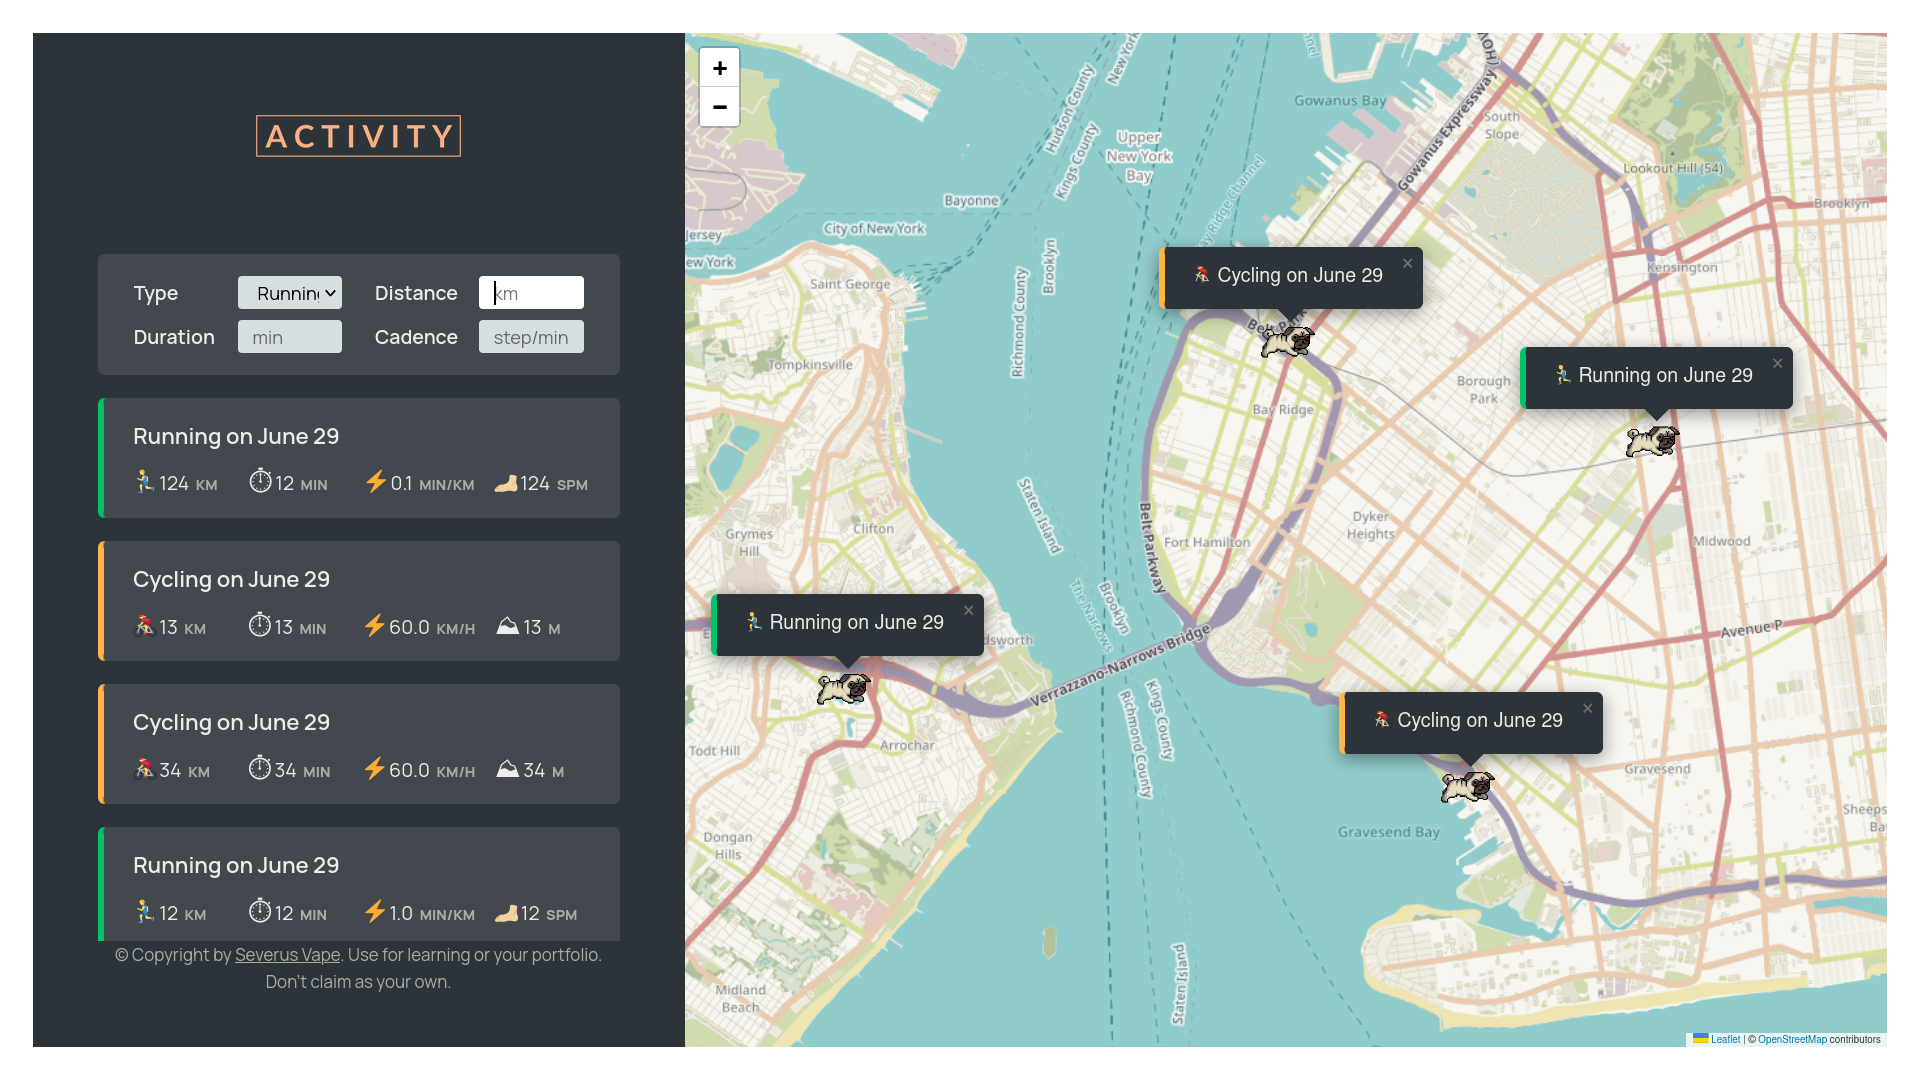 ACTIVITY
Type
Running
Distance
km
Duration
min
Cadence
step/min
Running on June 29
124 KM
12 MIN
0.1 MIN/KM
124 SPM
Cycling on June 29
13 KM
13 MIN
60.0 KM/H
13 M
Cycling on June 29
34 KM
34 MIN
60.0 KM/H
34 M
Running on June 29
12 KM
12 MIN
1.0 MIN/KM
12 SPM
© Copyright by Severus Vape. Use for learning or your portfolio.
Don't claim as your own.
+
−
Hudson County
Kings County
New York
New York
Upper
New York
Bay
Gowanus Bay
Gowanus Expressway
(HOV)
South
Slope
Lookout Hill (54)
Brooklyn
Kensington
Bayonne
City of New York
Jersey
ew York
Saint George
Richmond County
Brooklyn
Bay Ridge Channel
× Cycling on June 29
Belt Park
× Running on June 29
Borough
Park
Tompkinsville
Bay Ridge
Grymes
Hill
Clifton
Staten Island
Belt Parkway
Fort Hamilton
Dyker
Heights
Midwood
The Narrows
Brooklyn
× Running on June 29
dsworth
Verrazzano-Narrows Bridge
Avenue P
Richmond County
Kings County
× Cycling on June 29
Todt Hill
Arrochar
Gravesend
Gravesend Bay
Sheeps
Ba
Dongan
Hills
Midland
Beach
Staten Island
Leaflet | © OpenStreetMap contributors